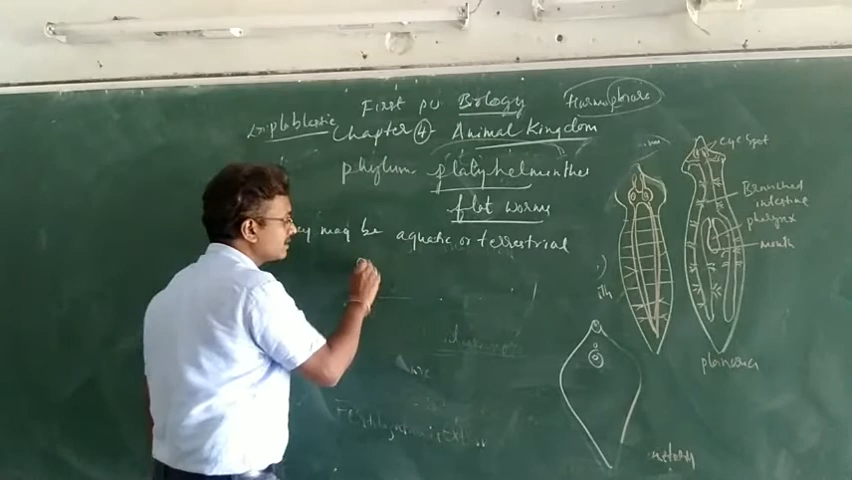 First pu Biology
Hermaphrore
Triploblastic
Chapter 4- Animal Kingdom
phylum platyhelminthes
flat worms
may be aquatic or terrestrial
eye spot
Branched
intestine
pharynx
mouth
planaria